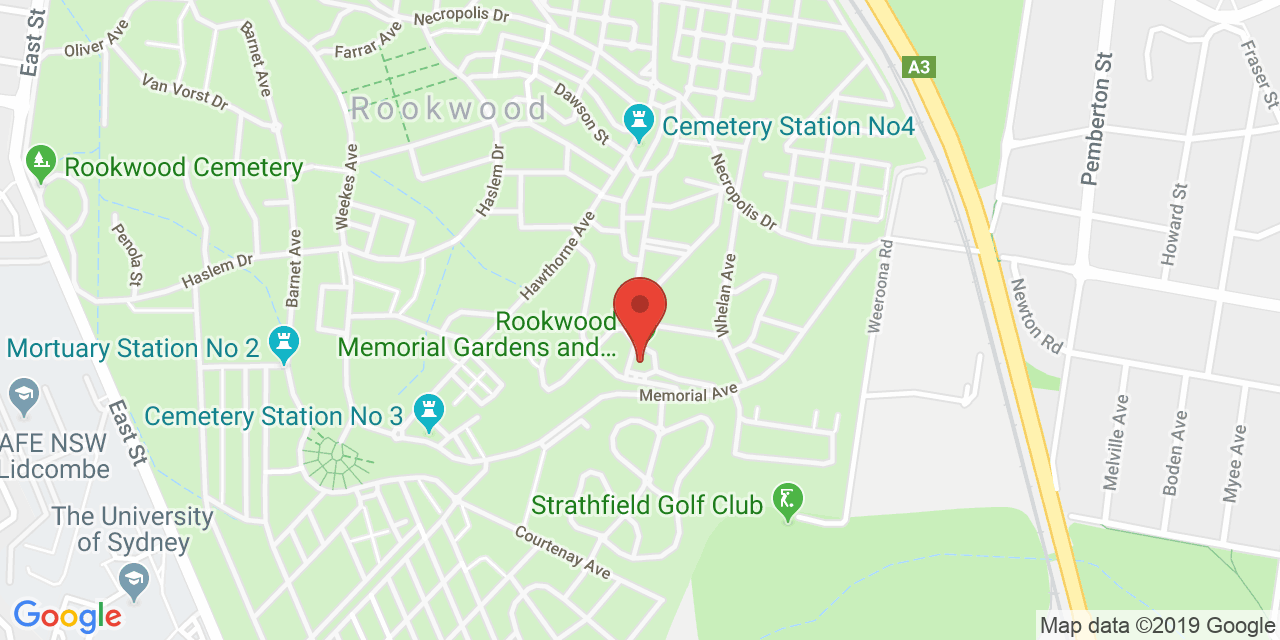 Necropolis Dr
East St
Oliver Ave
Barnet Ave
Farrar Ave
Fraser St
A3
Pemberton St
Van Vorst Dr
Dawson St
Rookwood
Cemetery Station No4
Rookwood Cemetery
Weekes Ave
Haslem Dr
Necropolis Dr
Howard St
Penola St
Haslem Dr
Barnet Ave
Hawthorne Ave
Whelan Ave
Weeroona Rd
Newton Rd
Rookwood
Memorial Gardens and...
Mortuary Station No 2
Memorial Ave
Cemetery Station No 3
East St
AFE NSW
Lidcombe
Melville Ave
Boden Ave
Myee Ave
Strathfield Golf Club
The University
of Sydney
Courtenay Ave
Google
Map data ©2019 Google